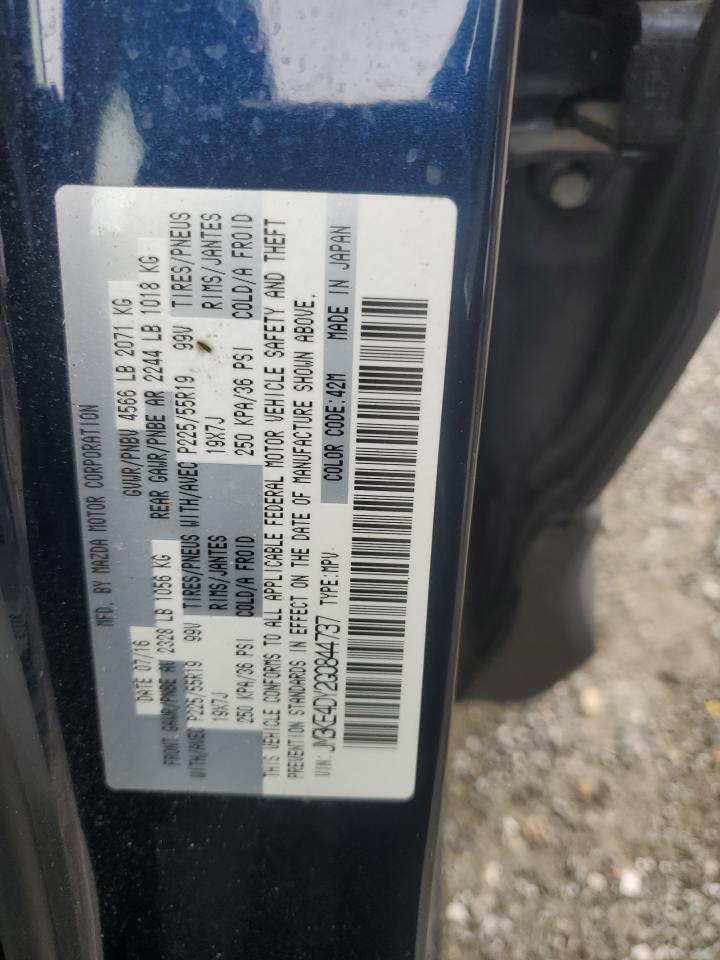 MFD. BY MAZDA MOTOR CORPORATION
DATE 07/16 GVWR/PNBV 4566 LB 2071 KG
FRONT GAWR/PNBE AV 2328 LB 1056 KG REAR GAWR/PNBE AR 2244 LB 1018 KG
WITH/AVEC P225/55R19 99V TIRES/PNEUS WITH/AVEC P225/55R19 99V TIRES/PNEUS
19X7J RIMS/JANTES 19X7J RIMS/JANTES
250 KPA/36 PSI COLD/A FROID 250 KPA/36 PSI COLD/A FROID
THIS VEHICLE CONFORMS TO ALL APPLICABLE FEDERAL MOTOR VEHICLE SAFETY AND THEFT
PREVENTION STANDARDS IN EFFECT ON THE DATE OF MANUFACTURE SHOWN ABOVE.
VIN: JM3KE4DY2G0844737 TYPE:MPV COLOR CODE:42M MADE IN JAPAN